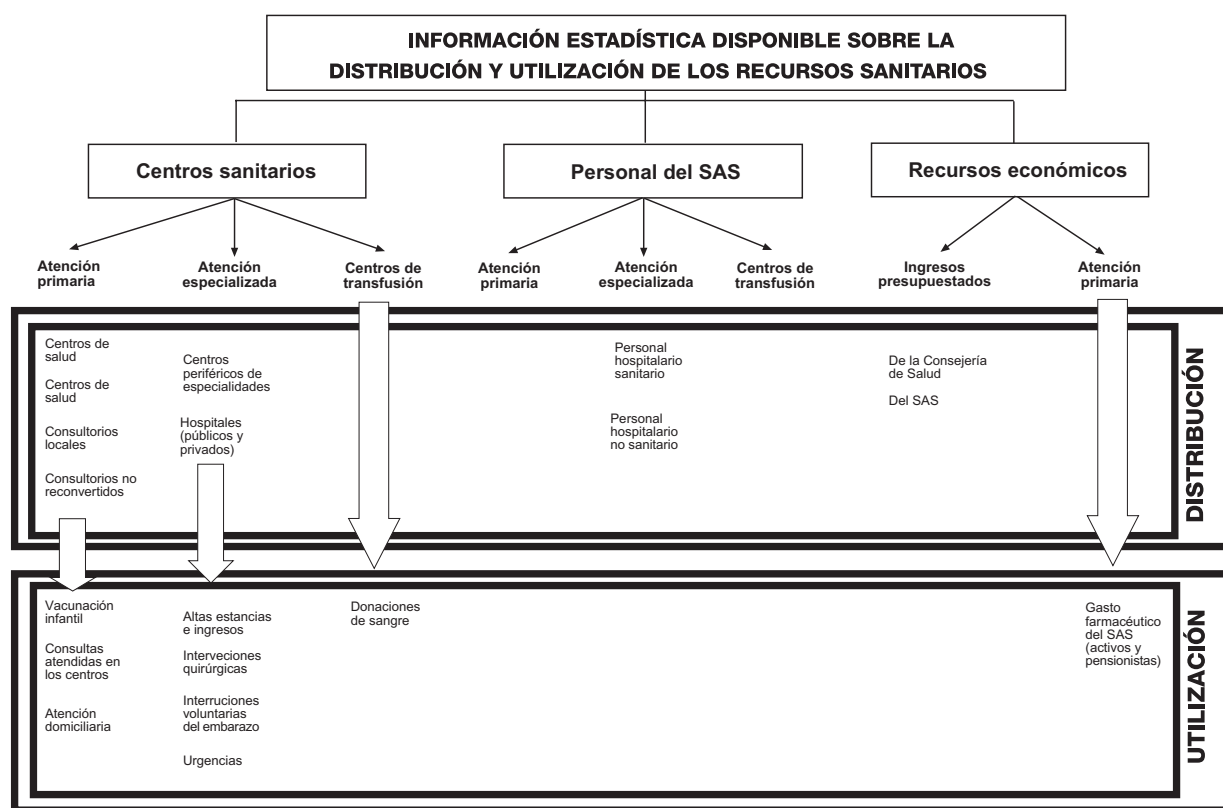 INFORMACIÓN ESTADÍSTICA DISPONIBLE SOBRE LA
DISTRIBUCIÓN Y UTILIZACIÓN DE LOS RECURSOS SANITARIOS
Centros sanitarios
Personal del SAS
Recursos económicos
Atención
primaria
Atención
especializada
Centros de
transfusión
Atención
primaria
Atención
especializada
Centros de
transfusión
Ingresos
presupuestados
Atención
primaria
Centros de
salud
Centros de
salud
Consultorios
locales
Consultorios no
reconvertidos
Centros
periféricos de
especialidades
Hospitales
(públicos y
privados)
Personal
hospitalario
sanitario
Personal
hospitalario
no sanitario
De la Consejería
de Salud
Del SAS
DISTRIBUCIÓN
Vacunación
infantil
Consultas
atendidas en
los centros
Atención
domiciliaria
Altas estancias
e ingresos
Interveciones
quirúrgicas
Interruciones
voluntarias
del embarazo
Urgencias
Donaciones
de sangre
Gasto
farmacéutico
del SAS
(activos y
pensionistas)
UTILIZACIÓN